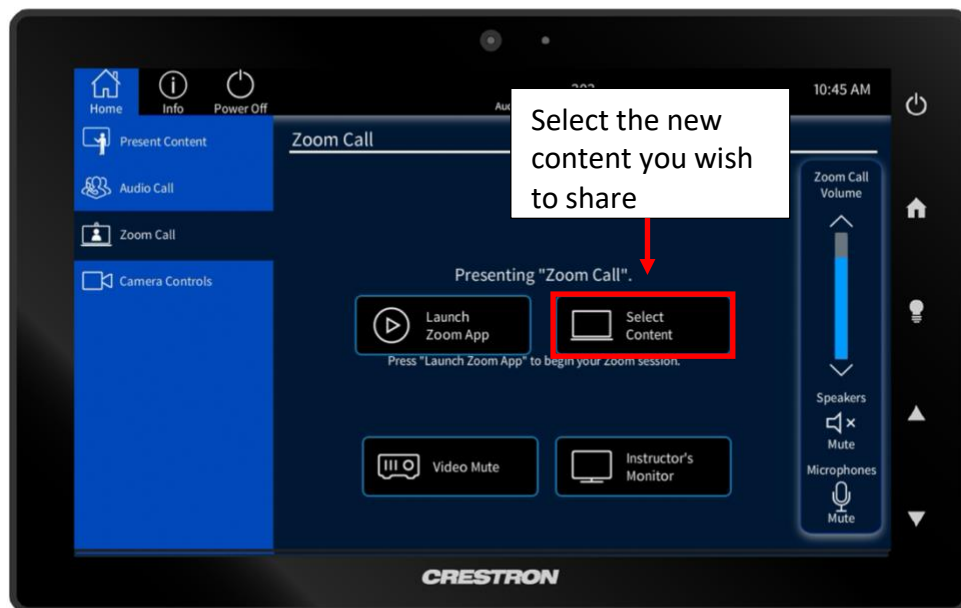 Home
Info
Power Off
10:45 AM
Present Content
Audio Call
Zoom Call
Camera Controls
Zoom Call
Select the new
content you wish
to share
Presenting "Zoom Call".
Launch
Zoom App
Select
Content
Press "Launch Zoom App" to begin your Zoom session.
Video Mute
Instructor's
Monitor
Zoom Call
Volume
Speakers
Mute
Microphones
Mute
CRESTRON